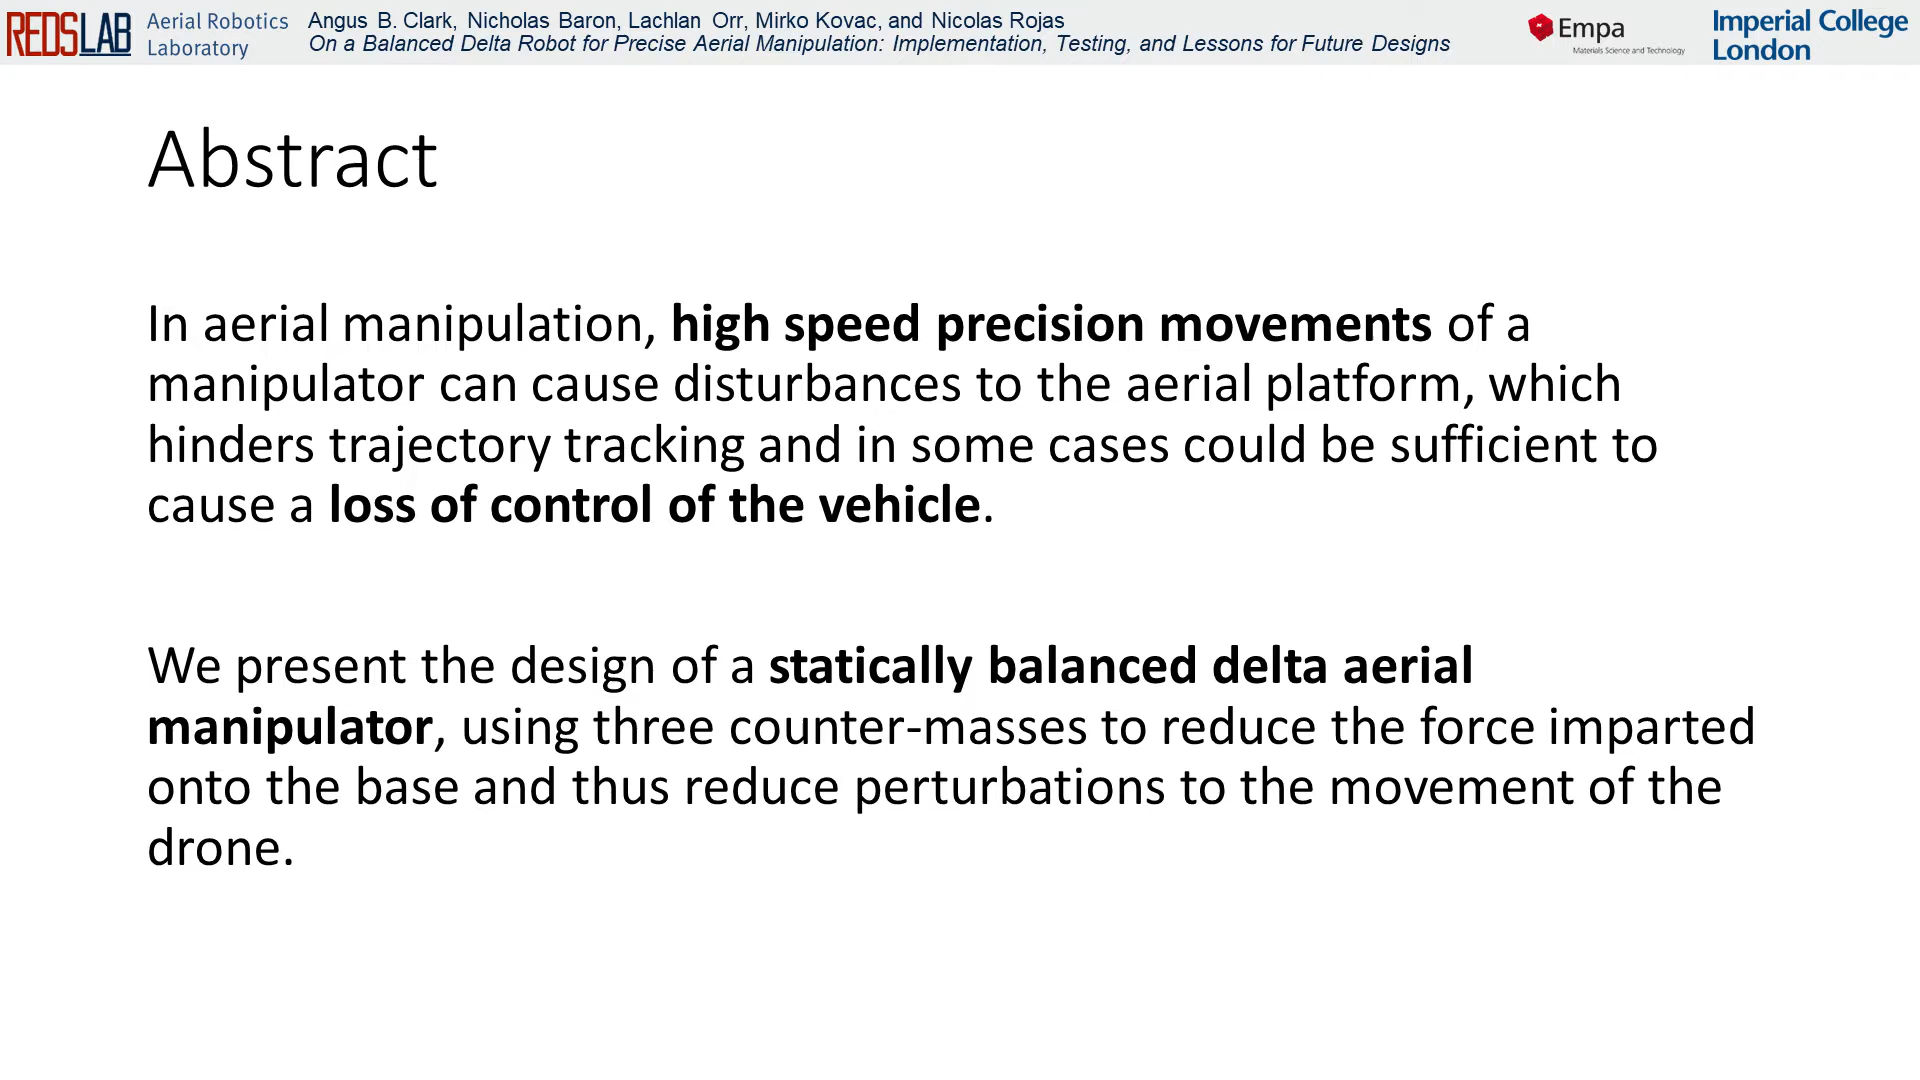 REDSLAB
Aerial Robotics
Laboratory
Angus B. Clark, Nicholas Baron, Lachlan Orr, Mirko Kovac, and Nicolas Rojas
On a Balanced Delta Robot for Precise Aerial Manipulation: Implementation, Testing, and Lessons for Future Designs
Empa
Materials Science and Technology
Imperial College
London
Abstract
In aerial manipulation, high speed precision movements of a
manipulator can cause disturbances to the aerial platform, which
hinders trajectory tracking and in some cases could be sufficient to
cause a loss of control of the vehicle.
We present the design of a statically balanced delta aerial
manipulator, using three counter-masses to reduce the force imparted
onto the base and thus reduce perturbations to the movement of the
drone.